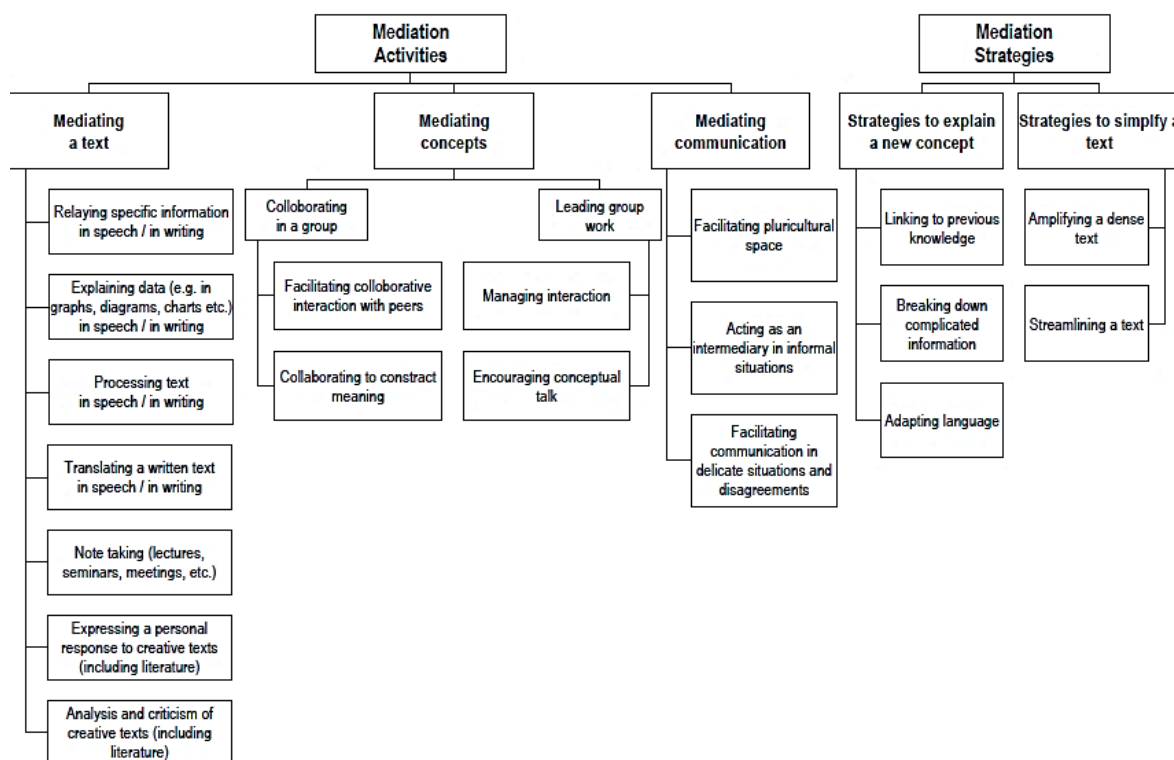 Mediation
Activities
Mediation
Strategies
Mediating
a text
Mediating
concepts
Mediating
communication
Strategies to explain
a new concept
Strategies to simplfy a
text
Relaying specific information
in speech / in writing
Explaining data (e.g. in
graphs, diagrams, charts etc.)
in speech / in writing
Processing text
in speech / in writing
Translating a written text
in speech / in writing
Note taking (lectures,
seminars, meetings, etc.)
Expressing a personal
response to creative texts
(including literature)
Analysis and criticism of
creative texts (including
literature)
Colloborating
in a group
Facilitating collaborative
interaction with peers
Collaborating to constract
meaning
Leading group
work
Managing interaction
Encouraging conceptual
talk
Facilitating pluricultural
space
Acting as an
intermediary in informal
situations
Facilitating
communication in
delicate situations and
disagreements
Linking to previous
knowledge
Breaking down
complicated
information
Adapting language
Amplifying a dense
text
Streamlining a text